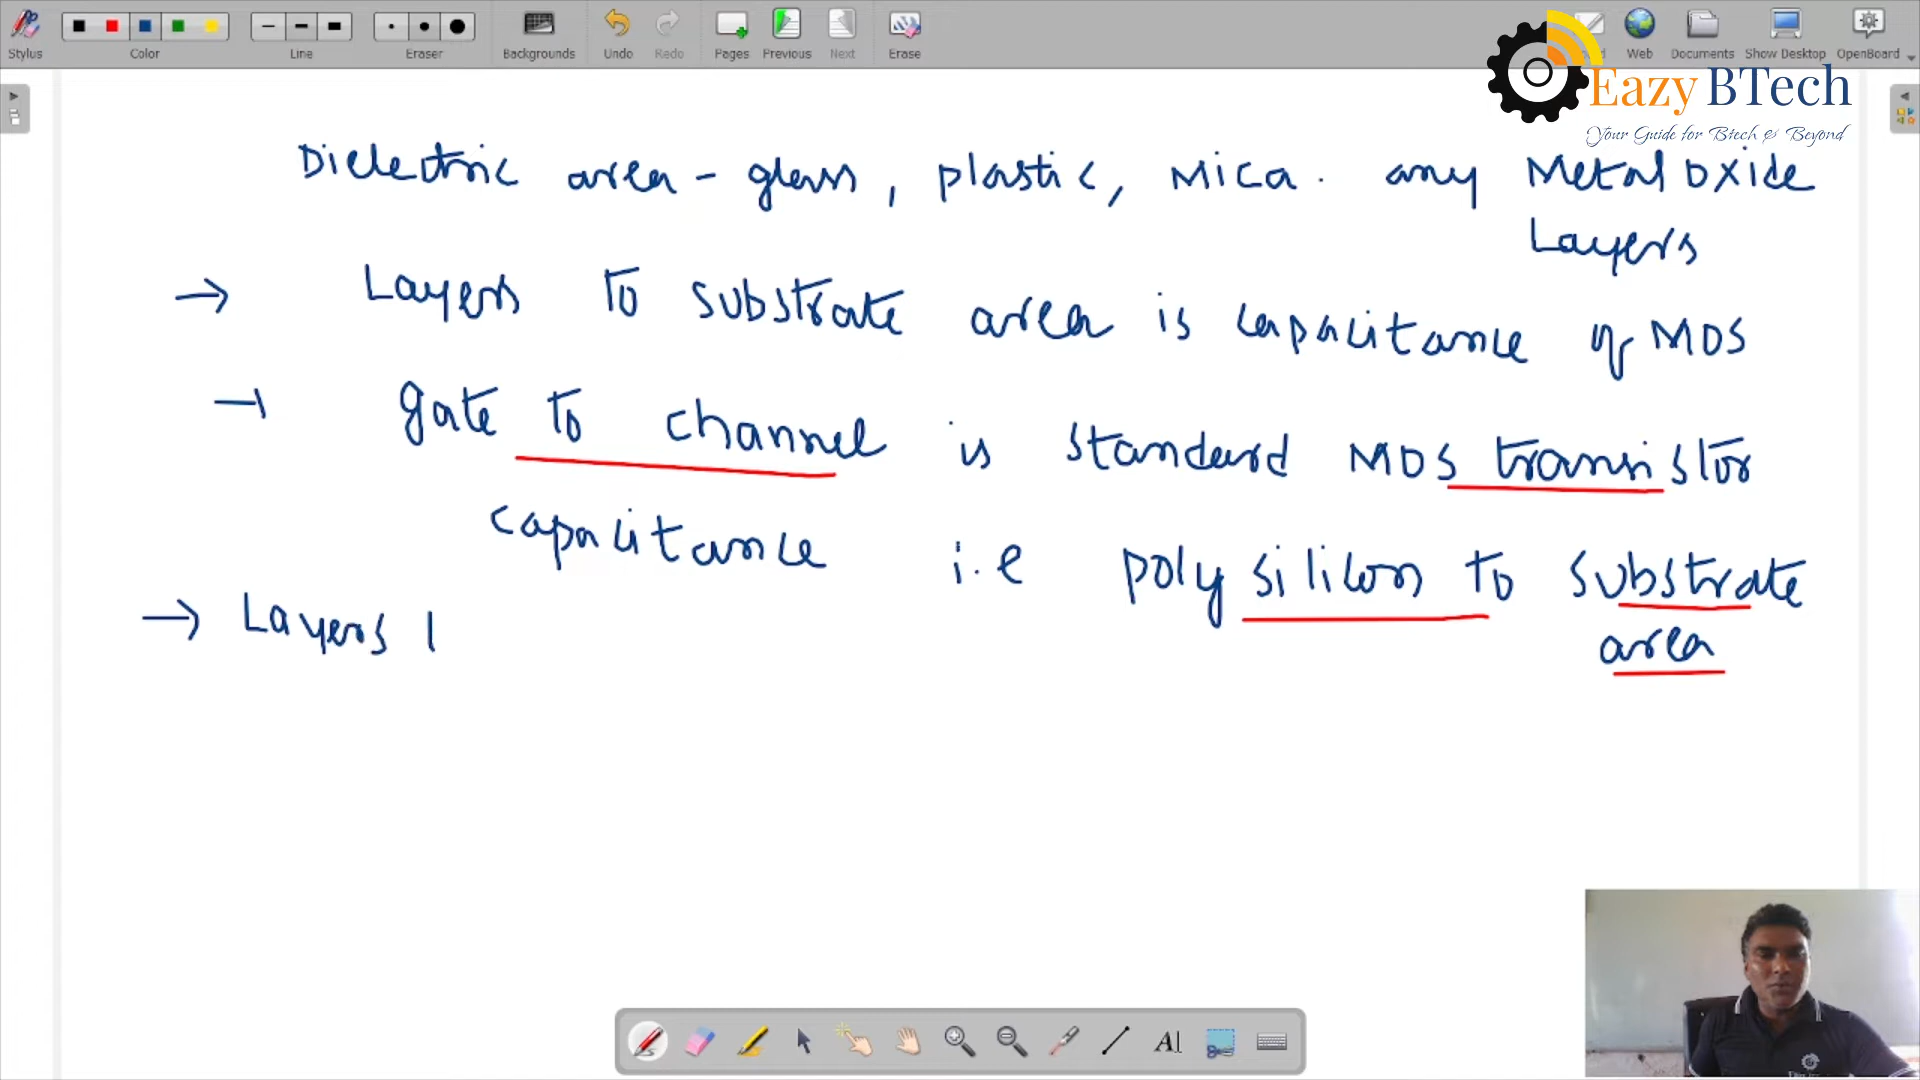 Stylus Color Line Eraser Backgrounds Undo Redo Pages Previous Next Erase Web Documents Show Desktop OpenBoard
Eazy BTech
Your Guide for Btech & Beyond
Dielectric area - glass, plastic, Mica. any Metal oxide
Layers
→ Layers to substrate area is capacitance of MOS
→ gate to channel is standard MOS transistor
capacitance i.e polysilicon to substrate
area
→ Layers